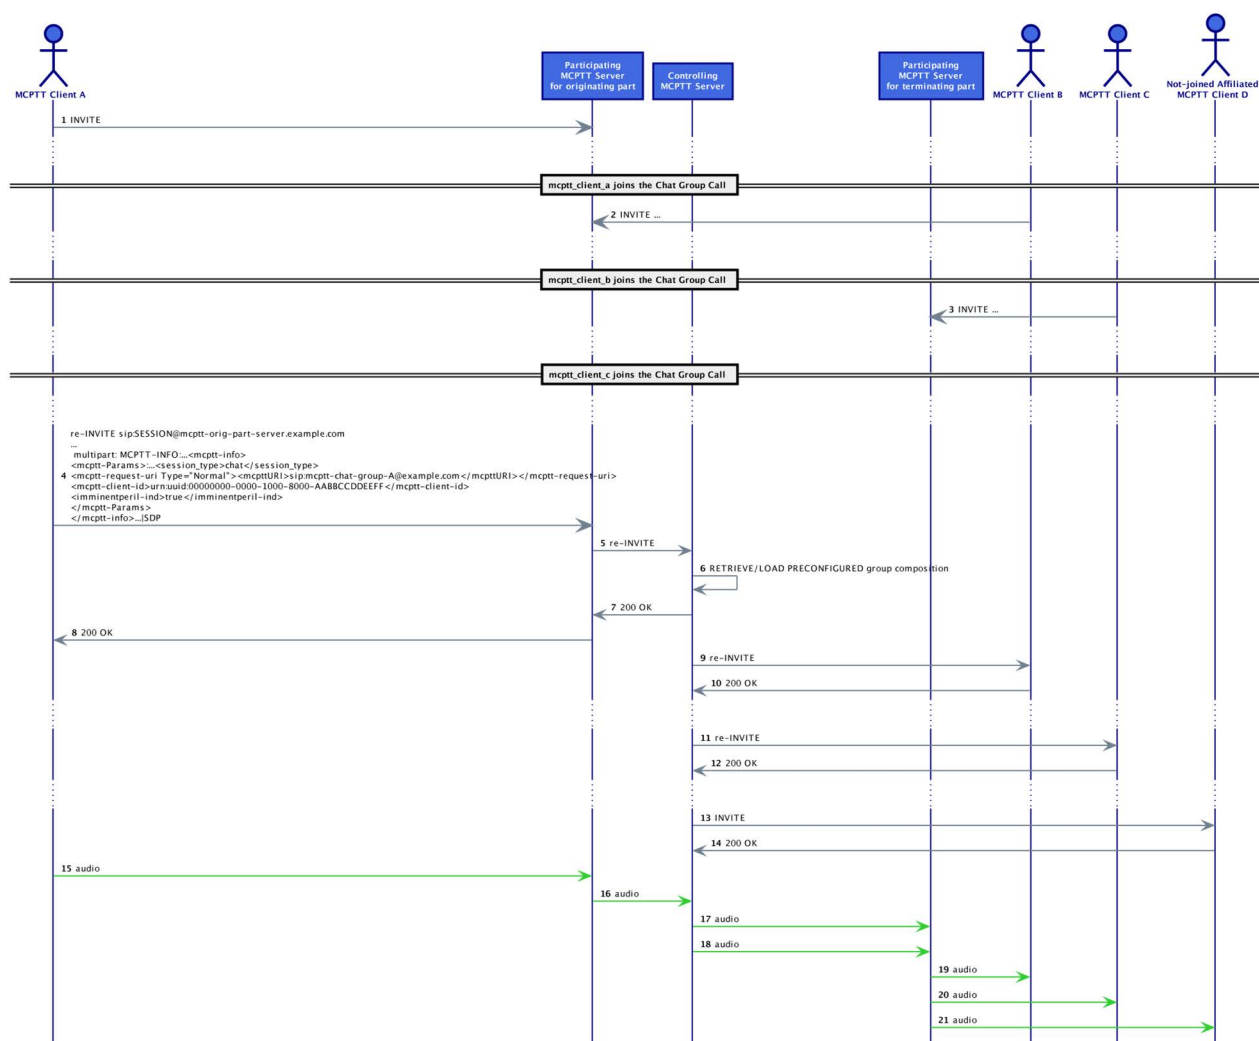 MCPTT Client A
Participating
MCPTT Server
for originating part
Controlling
MCPTT Server
Participating
MCPTT Server
for terminating part
MCPTT Client B
MCPTT Client C
Not-joined Affiliated
MCPTT Client D
1 INVITE
mcptt_client_a joins the Chat Group Call
2 INVITE ...
mcptt_client_b joins the Chat Group Call
3 INVITE ...
mcptt_client_c joins the Chat Group Call
re-INVITE sip:SESSION@mcptt-orig-part-server.example.com
...
multipart: MCPTT-INFO:...<mcptt-info>
<mcptt-Params>:...<session_type>chat</session_type>
4 <mcptt-request-uri Type="Normal"><mcpttURI>sip:mcptt-chat-group-A@example.com</mcpttURI></mcptt-request-uri>
<mcptt-client-id>urn:uuid:00000000-0000-1000-8000-AABBCCDDEEFF</mcptt-client-id>
<imminentperil-ind>true</imminentperil-ind>
</mcptt-Params>
</mcptt-info>...|SDP
5 re-INVITE
6 RETRIEVE/LOAD PRECONFIGURED group composition
7 200 OK
8 200 OK
9 re-INVITE
10 200 OK
11 re-INVITE
12 200 OK
13 INVITE
14 200 OK
15 audio
16 audio
17 audio
18 audio
19 audio
20 audio
21 audio